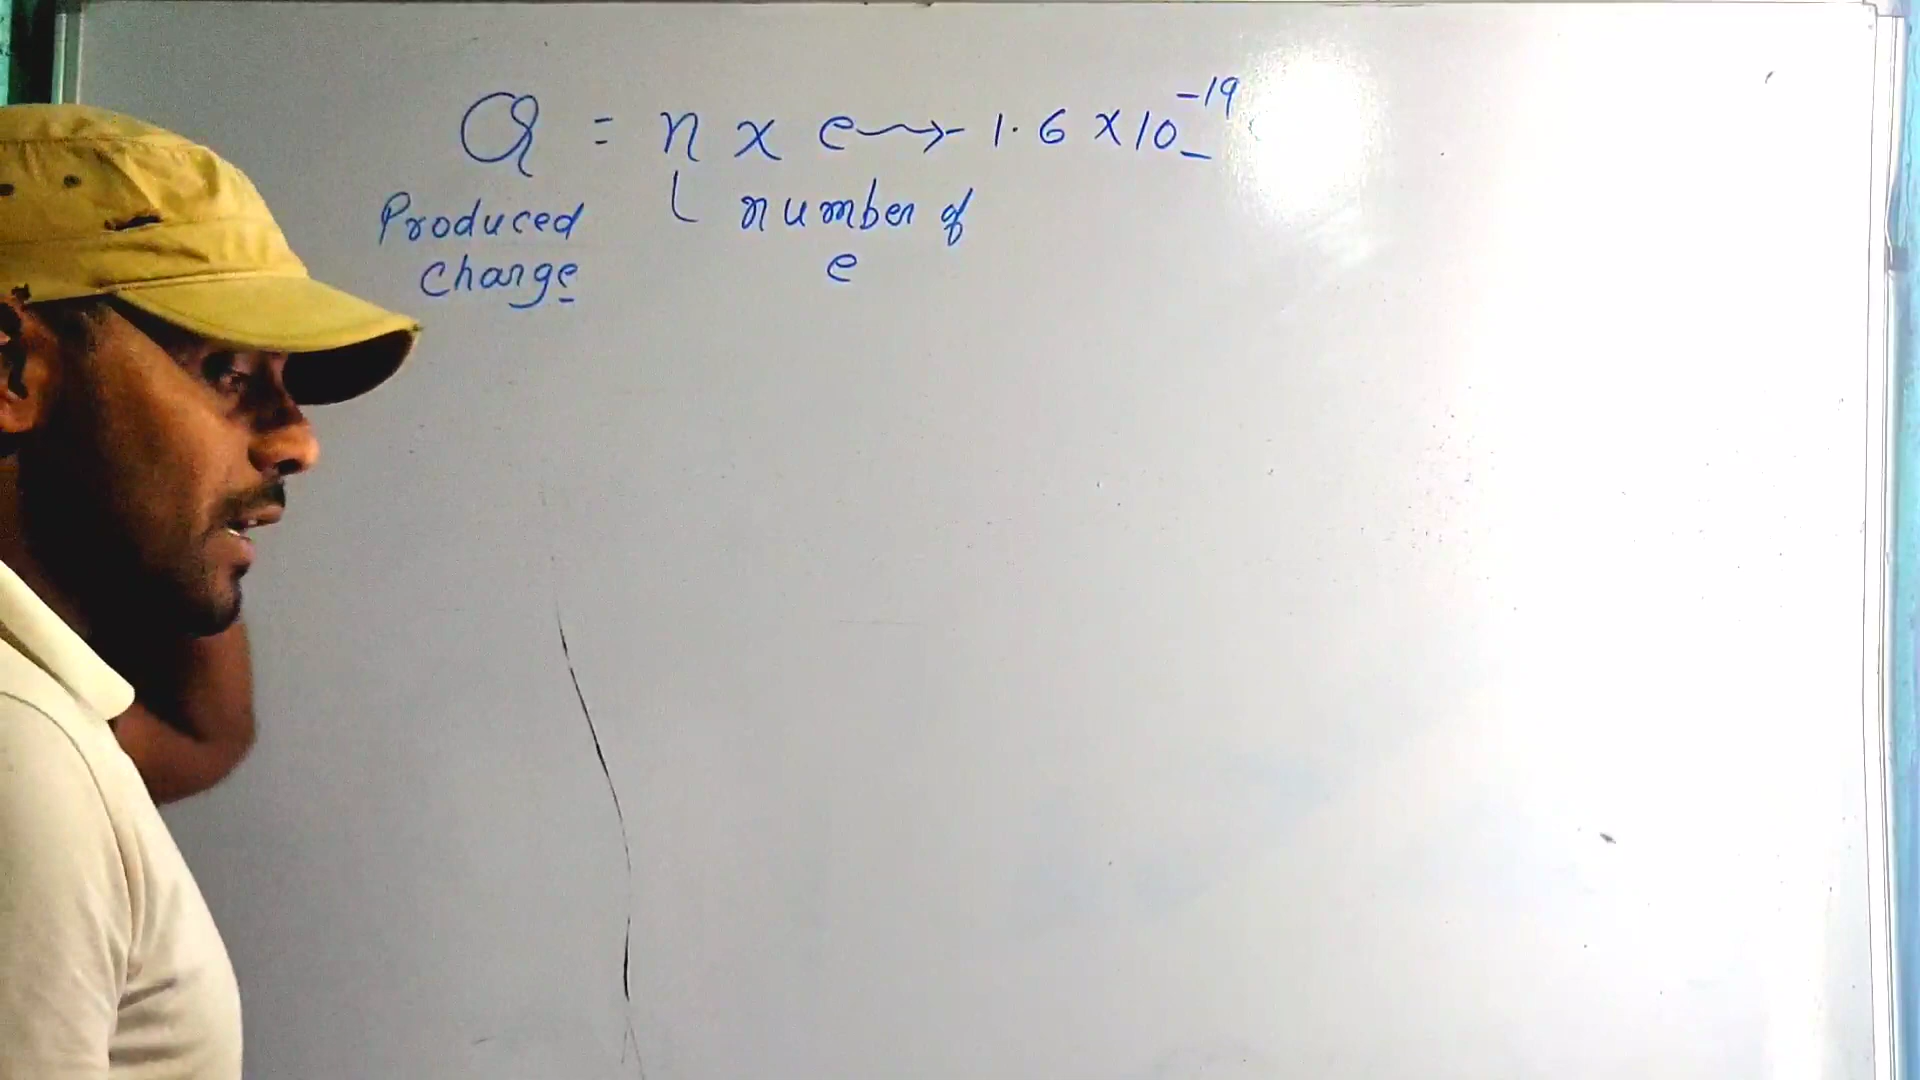 Q = n x e → 1.6 x 10⁻¹⁹
Produced number of
Charge e